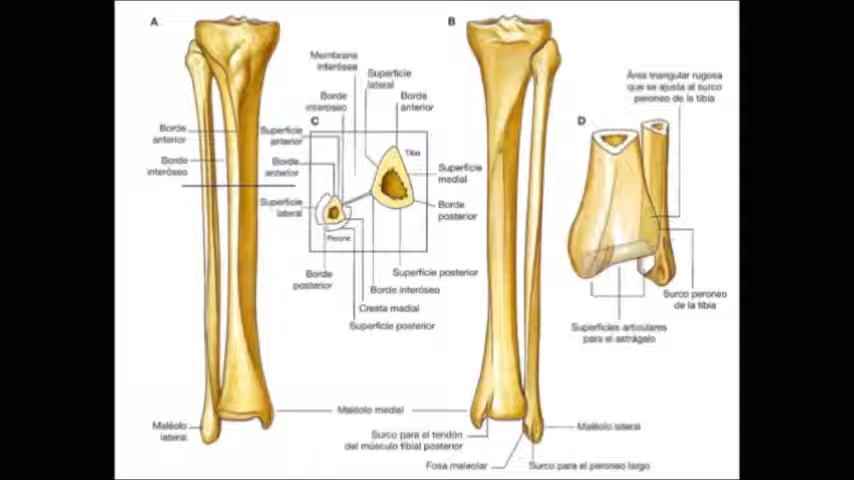 A
B
Membrana
interósea
Superficie
lateral
Borde
interóseo
Borde
anterior
C
Superficie
anterior
Tibia
Borde
anterior
Superficie
medial
Superficie
lateral
Borde
posterior
Peroné
Borde
posterior
Superficie posterior
Borde interóseo
Cresta medial
Superficie posterior
Borde
anterior
Borde
interóseo
Maléolo medial
Maléolo
lateral
Surco para el tendón
del músculo tibial posterior
Fosa maleolar
Surco para el peroneo largo
Maléolo lateral
D
Área triangular rugosa
que se ajusta al surco
peroneo de la tibia
Surco peroneo
de la tibia
Superficies articulares
para el astrágalo